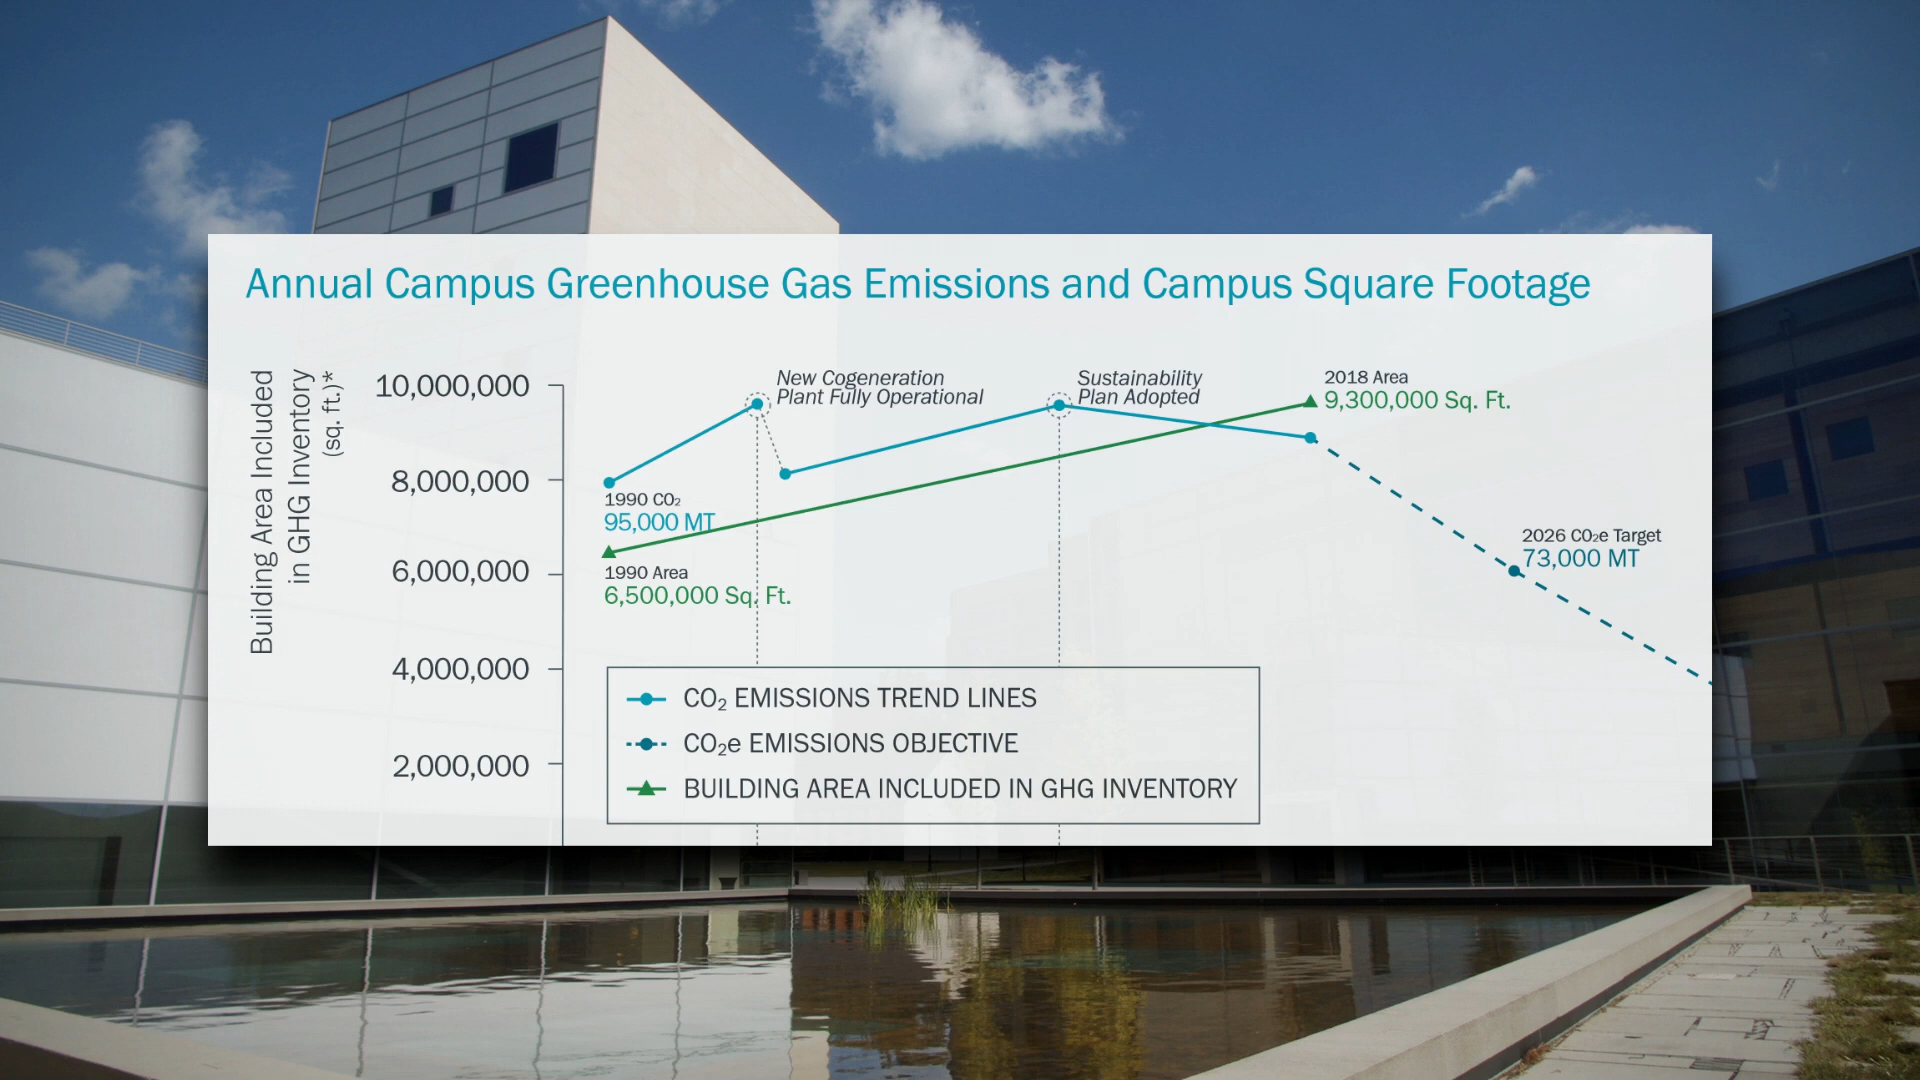 Annual Campus Greenhouse Gas Emissions and Campus Square Footage
Building Area Included
in GHG Inventory
(sq. ft.)*
10,000,000
8,000,000
6,000,000
4,000,000
2,000,000
New Cogeneration
Plant Fully Operational
Sustainability
Plan Adopted
2018 Area
9,300,000 Sq. Ft.
1990 CO₂
95,000 MT
1990 Area
6,500,000 Sq. Ft.
2026 CO₂e Target
73,000 MT
CO₂ EMISSIONS TREND LINES
CO₂e EMISSIONS OBJECTIVE
BUILDING AREA INCLUDED IN GHG INVENTORY